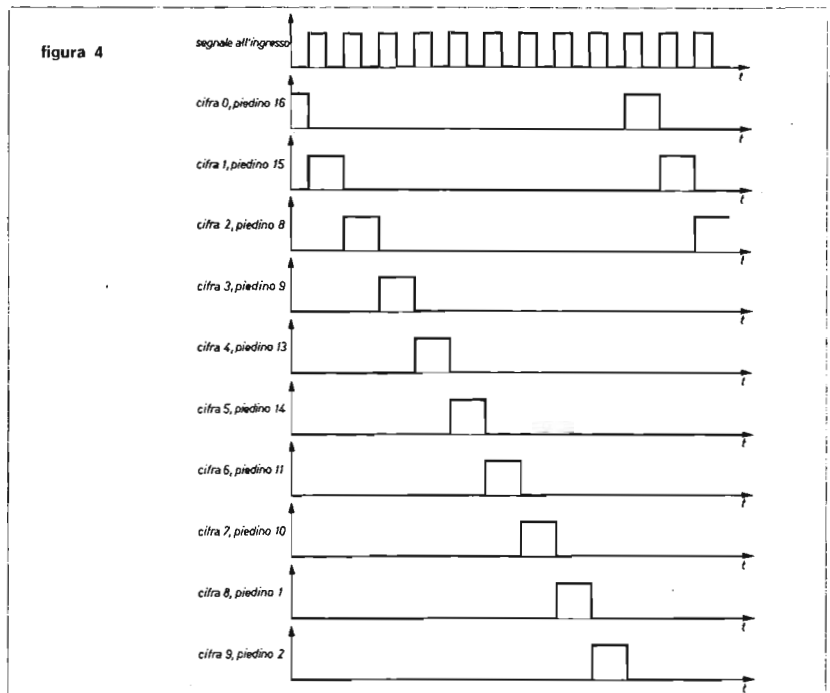 figura 4
segnale all'ingresso
t
cifra 0, piedino 16
t
cifra 1, piedino 15
t
cifra 2, piedino 8
t
cifra 3, piedino 9
t
cifra 4, piedino 13
t
cifra 5, piedino 14
t
cifra 6, piedino 11
t
cifra 7, piedino 10
t
cifra 8, piedino 1
t
cifra 9, piedino 2
t